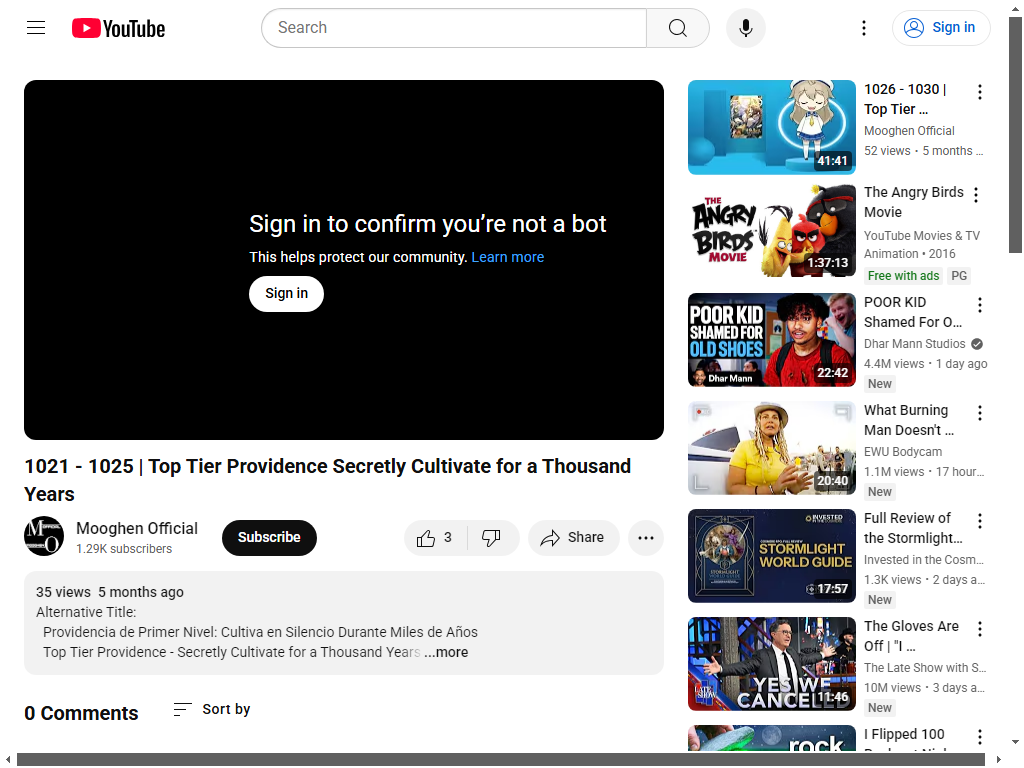 YouTube
Search
Sign in
Sign in to confirm you’re not a bot
This helps protect our community. Learn more
Sign in
1021 - 1025 | Top Tier Providence Secretly Cultivate for a Thousand
Years
Mooghen Official
1.29K subscribers
Subscribe
3
Share
35 views 5 months ago
Alternative Title:
Providencia de Primer Nivel: Cultiva en Silencio Durante Miles de Años
Top Tier Providence - Secretly Cultivate for a Thousand Years ...more
0 Comments
Sort by
41:41
1026 - 1030 |
Top Tier ...
Mooghen Official
52 views • 5 months ...
THE
ANGRY
BIRDS
MOVIE
1:37:13
The Angry Birds
Movie
YouTube Movies & TV
Animation • 2016
Free with ads
PG
POOR KID
SHAMED FOR
OLD SHOES
Dhar Mann
22:42
POOR KID
Shamed For O...
Dhar Mann Studios
4.4M views • 1 day ago
New
20:40
What Burning
Man Doesn't ...
EWU Bodycam
1.1M views • 17 hour...
New
INVESTED
STORMLIGHT
WORLD GUIDE
17:57
Full Review of
the Stormlight...
Invested in the Cosm...
1.3K views • 2 days a...
New
YES WE
CANCELLED
11:46
The Gloves Are
Off | "I ...
The Late Show with S...
10M views • 3 days a...
New
rock
I Flipped 100